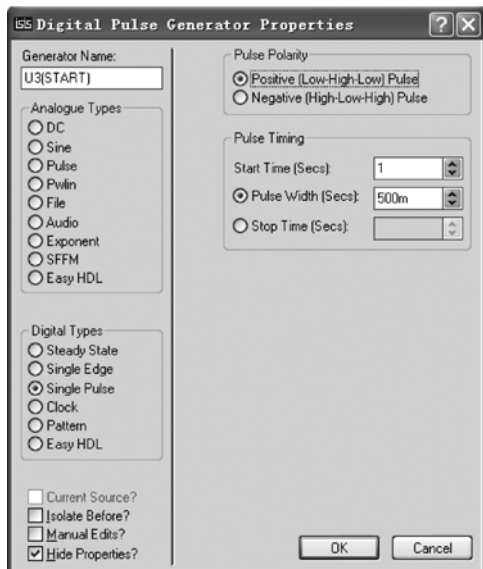 ISIS Digital Pulse Generator Properties
Generator Name:
U3(START)
Analogue Types
DC
Sine
Pulse
Pwlin
File
Audio
Exponent
SFFM
Easy HDL
Digital Types
Steady State
Single Edge
Single Pulse
Clock
Pattern
Easy HDL
Current Source?
Isolate Before?
Manual Edits?
Hide Properties?
Pulse Polarity
Positive (Low-High-Low) Pulse
Negative (High-Low-High) Pulse
Pulse Timing
Start Time (Secs): 1
Pulse Width (Secs): 500m
Stop Time (Secs):
OK Cancel